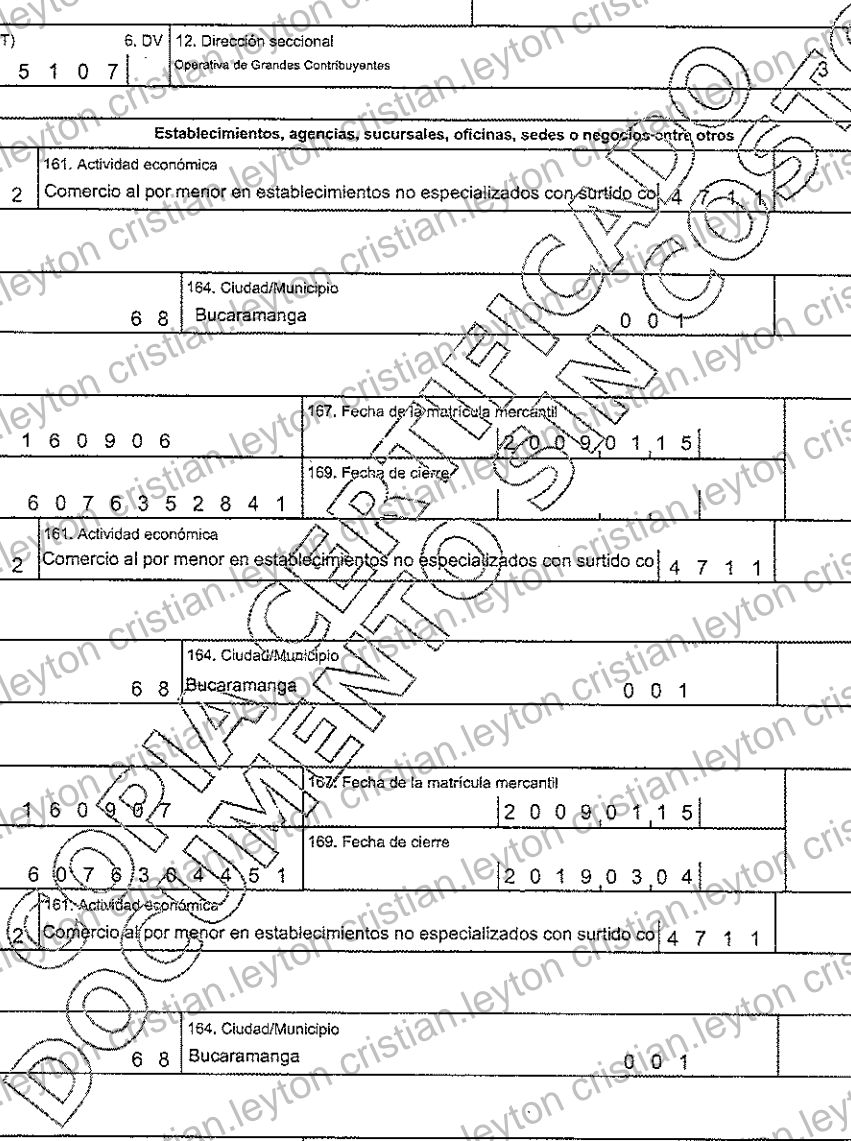 T) 6. DV 12. Dirección seccional
5 1 0 7 Operativa de Grandes Contribuyentes 3
Establecimientos, agencias, sucursales, oficinas, sedes o negocios entre otros
161. Actividad económica
2 Comercio al por menor en establecimientos no especializados con surtido co 4 7 1 1
164. Ciudad/Municipio
6 8 Bucaramanga 0 0 1
167. Fecha de la matrícula mercantil
1 6 0 9 0 6 2 0 0 9 0 1 1 5
169. Fecha de cierre
6 0 7 6 3 5 2 8 4 1
161. Actividad económica
2 Comercio al por menor en establecimientos no especializados con surtido co 4 7 1 1
164. Ciudad/Municipio
6 8 Bucaramanga 0 0 1
167. Fecha de la matrícula mercantil
1 6 0 9 0 7 2 0 0 9 0 1 1 5
169. Fecha de cierre
6 0 7 6 3 6 4 4 5 1 2 0 1 9 0 3 0 4
161. Actividad económica
2 Comercio al por menor en establecimientos no especializados con surtido co 4 7 1 1
164. Ciudad/Municipio
6 8 Bucaramanga 0 0 1
COPIA CERTIFICADO
DOCUMENTO SIN COSTO
cristian.leyton